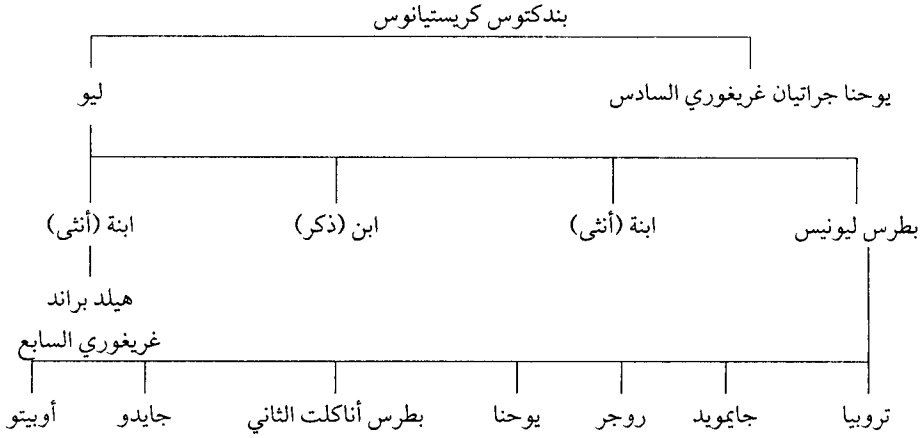 بندكتوس كريستيانوس
يوحنا جراتيان غريغوري السادس
ليو
بطرس ليونيس
ابنة (أنثى)
ابن (ذكر)
ابنة (أنثى)
هيلد براند
غريغوري السابع
تروبيا
جايمويد
روجر
يوحنا
بطرس أناكلت الثاني
جايدو
أوبيتو